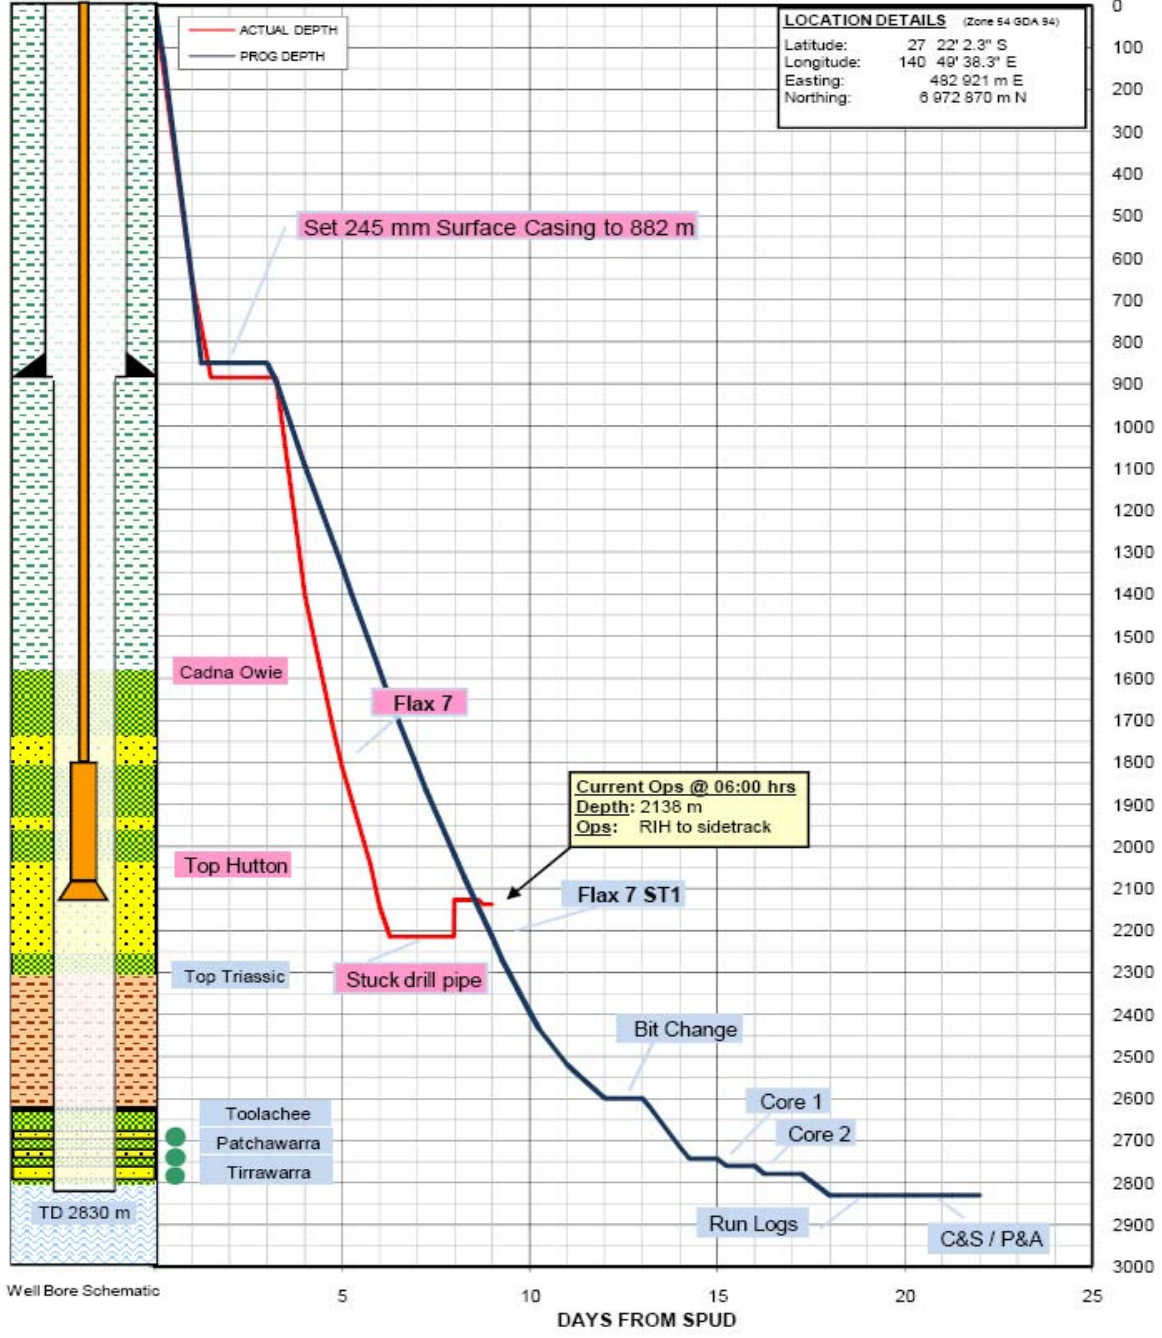 ACTUAL DEPTH
PROG DEPTH
LOCATION DETAILS (Zone 54 GDA 94)
Latitude: 27 22' 2.3" S
Longitude: 140 49' 38.3" E
Easting: 482 921 m E
Northing: 6 972 870 m N
0
100
200
300
400
500
600
700
800
900
1000
1100
1200
1300
1400
1500
1600
1700
1800
1900
2000
2100
2200
2300
2400
2500
2600
2700
2800
2900
3000
Set 245 mm Surface Casing to 882 m
Cadna Owie
Flax 7
Current Ops @ 06:00 hrs
Depth: 2138 m
Ops: RIH to sidetrack
Top Hutton
Flax 7 ST1
Top Triassic
Stuck drill pipe
Bit Change
Core 1
Core 2
Toolachee
Patchawarra
Tirrawarra
TD 2830 m
Run Logs
C&S / P&A
Well Bore Schematic
5
10
15
20
25
DAYS FROM SPUD